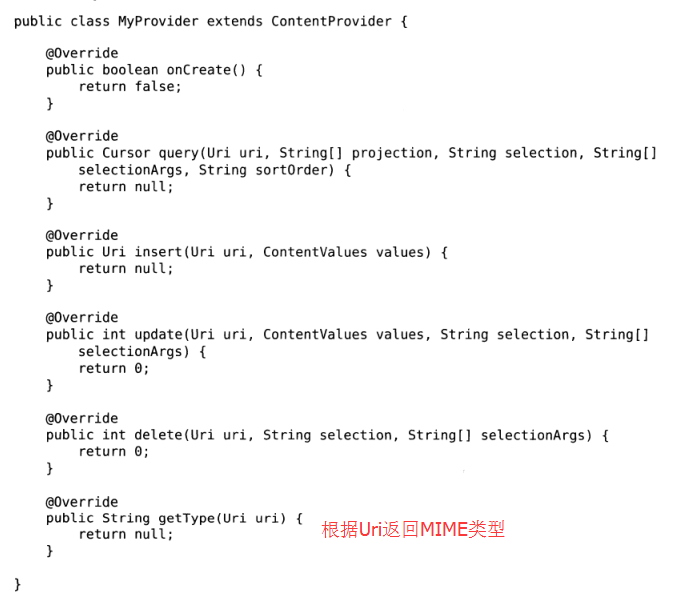 public class MyProvider extends ContentProvider {
@Override
public boolean onCreate() {
return false;
}
@Override
public Cursor query(Uri uri, String[] projection, String selection, String[]
selectionArgs, String sortOrder) {
return null;
}
@Override
public Uri insert(Uri uri, ContentValues values) {
return null;
}
@Override
public int update(Uri uri, ContentValues values, String selection, String[]
selectionArgs) {
return 0;
}
@Override
public int delete(Uri uri, String selection, String[] selectionArgs) {
return 0;
}
@Override
public String getType(Uri uri) {
根据Uri返回MIME类型
return null;
}
}